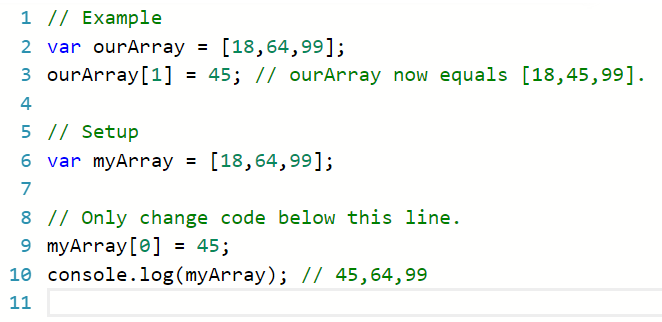 1 // Example
2 var ourArray = [18,64,99];
3 ourArray[1] = 45; // ourArray now equals [18,45,99].
4
5 // Setup
6 var myArray = [18,64,99];
7
8 // Only change code below this line.
9 myArray[0] = 45;
10 console.log(myArray); // 45,64,99
11